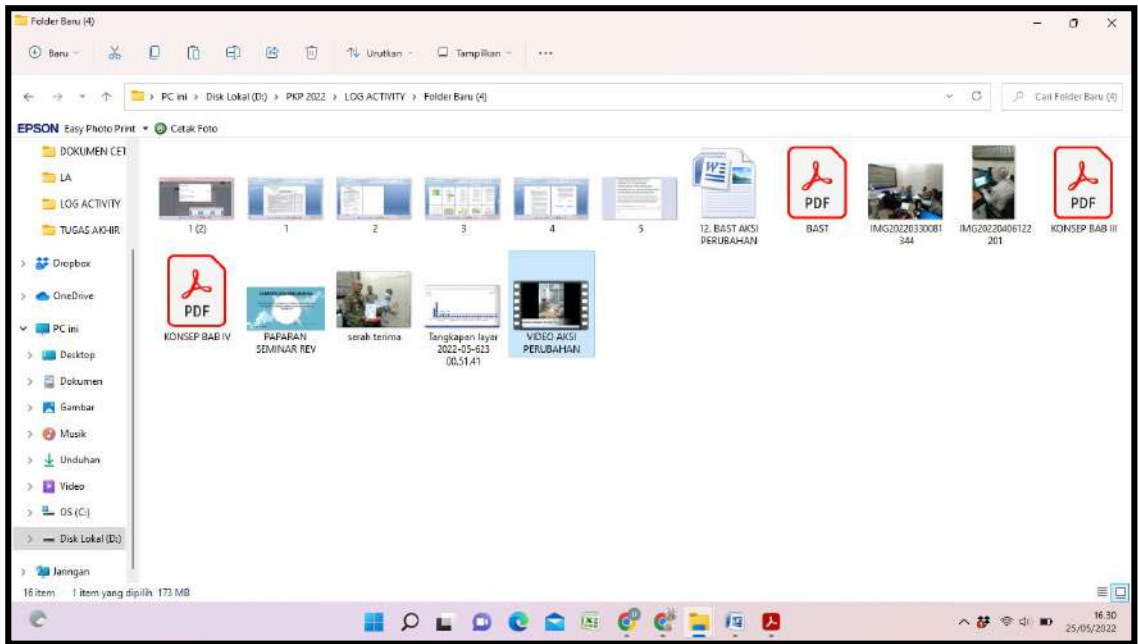 Folder Baru (4)
Baru
Urutkan
Tampilkan
PC ini > Disk Lokal (D:) > PKP 2022 > LOG ACTIVITY > Folder Baru (4)
Cari Folder Baru (4)
EPSON Easy Photo Print Cetak Foto
DOKUMEN CET
LA
LOG ACTIVITY
TUGAS AKHIR
Dropbox
OneDrive
PC ini
Desktop
Dokumen
Gambar
Musik
Unduhan
Video
OS (C:)
Disk Lokal (D:)
Jaringan
1 (2)
1
2
3
4
5
12. BAST AKSI
PERUBAHAN
PDF
BAST
IMG20220330081
344
IMG20220406122
201
PDF
KONSEP BAB III
PDF
KONSEP BAB IV
PAPARAN
SEMINAR REV
serah terima
Tangkapan layar
2022-05-623
00.51.41
VIDEO AKSI
PERUBAHAN
16 item 1 item yang dipilih 173 MB
16.30
25/05/2022